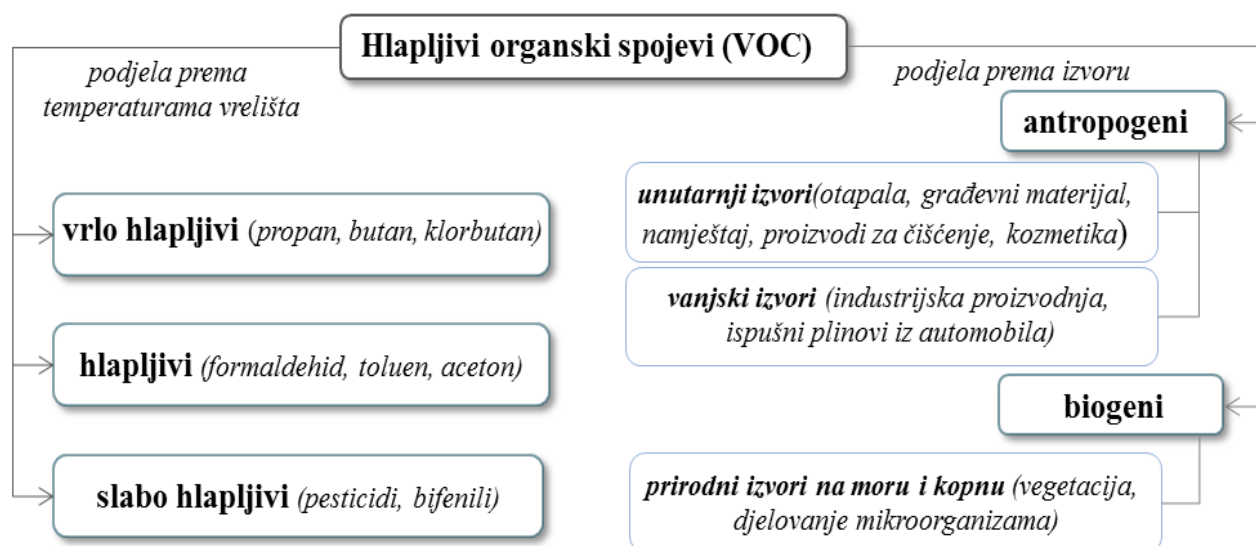 Hlapljivi organski spojevi (VOC)
podjela prema
temperaturama vrelišta
vrlo hlapljivi (propan, butan, klorbutan)
hlapljivi (formaldehid, toluen, aceton)
slabo hlapljivi (pesticidi, bifenili)
podjela prema izvoru
antropogeni
unutarnji izvori(otapala, građevni materijal,
namještaj, proizvodi za čišćenje, kozmetika)
vanjski izvori (industrijska proizvodnja,
ispušni plinovi iz automobila)
biogeni
prirodni izvori na moru i kopnu (vegetacija,
djelovanje mikroorganizama)